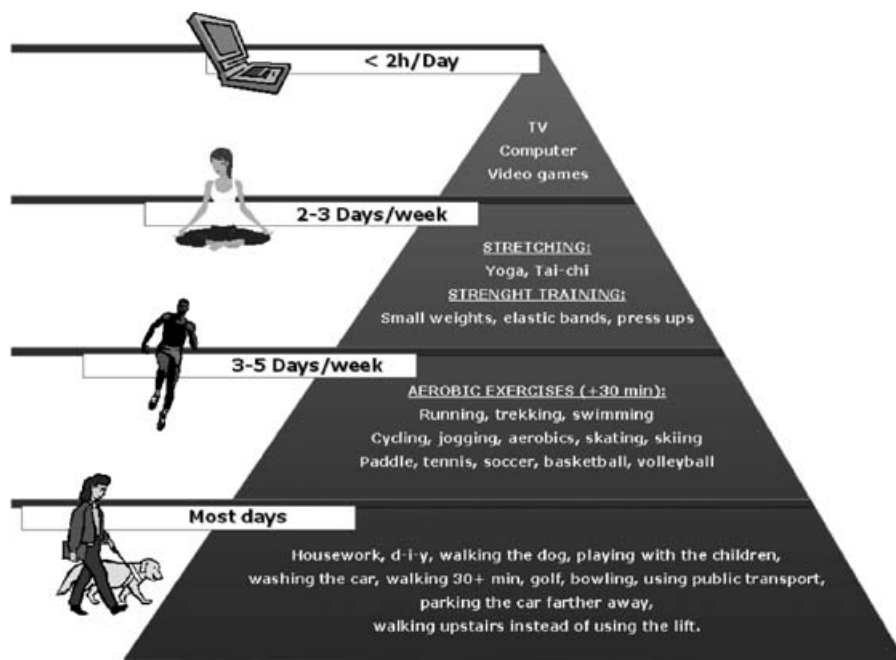 < 2h/Day
TV
Computer
Video games
2-3 Days/week
STRETCHING:
Yoga, Tai-chi
STRENGHT TRAINING:
Small weights, elastic bands, press ups
3-5 Days/week
AEROBIC EXERCISES (+30 min):
Running, trekking, swimming
Cycling, jogging, aerobics, skating, skiing
Paddle, tennis, soccer, basketball, volleyball
Most days
Housework, d-i-y, walking the dog, playing with the children,
washing the car, walking 30+ min, golf, bowling, using public transport,
parking the car farther away,
walking upstairs instead of using the lift.